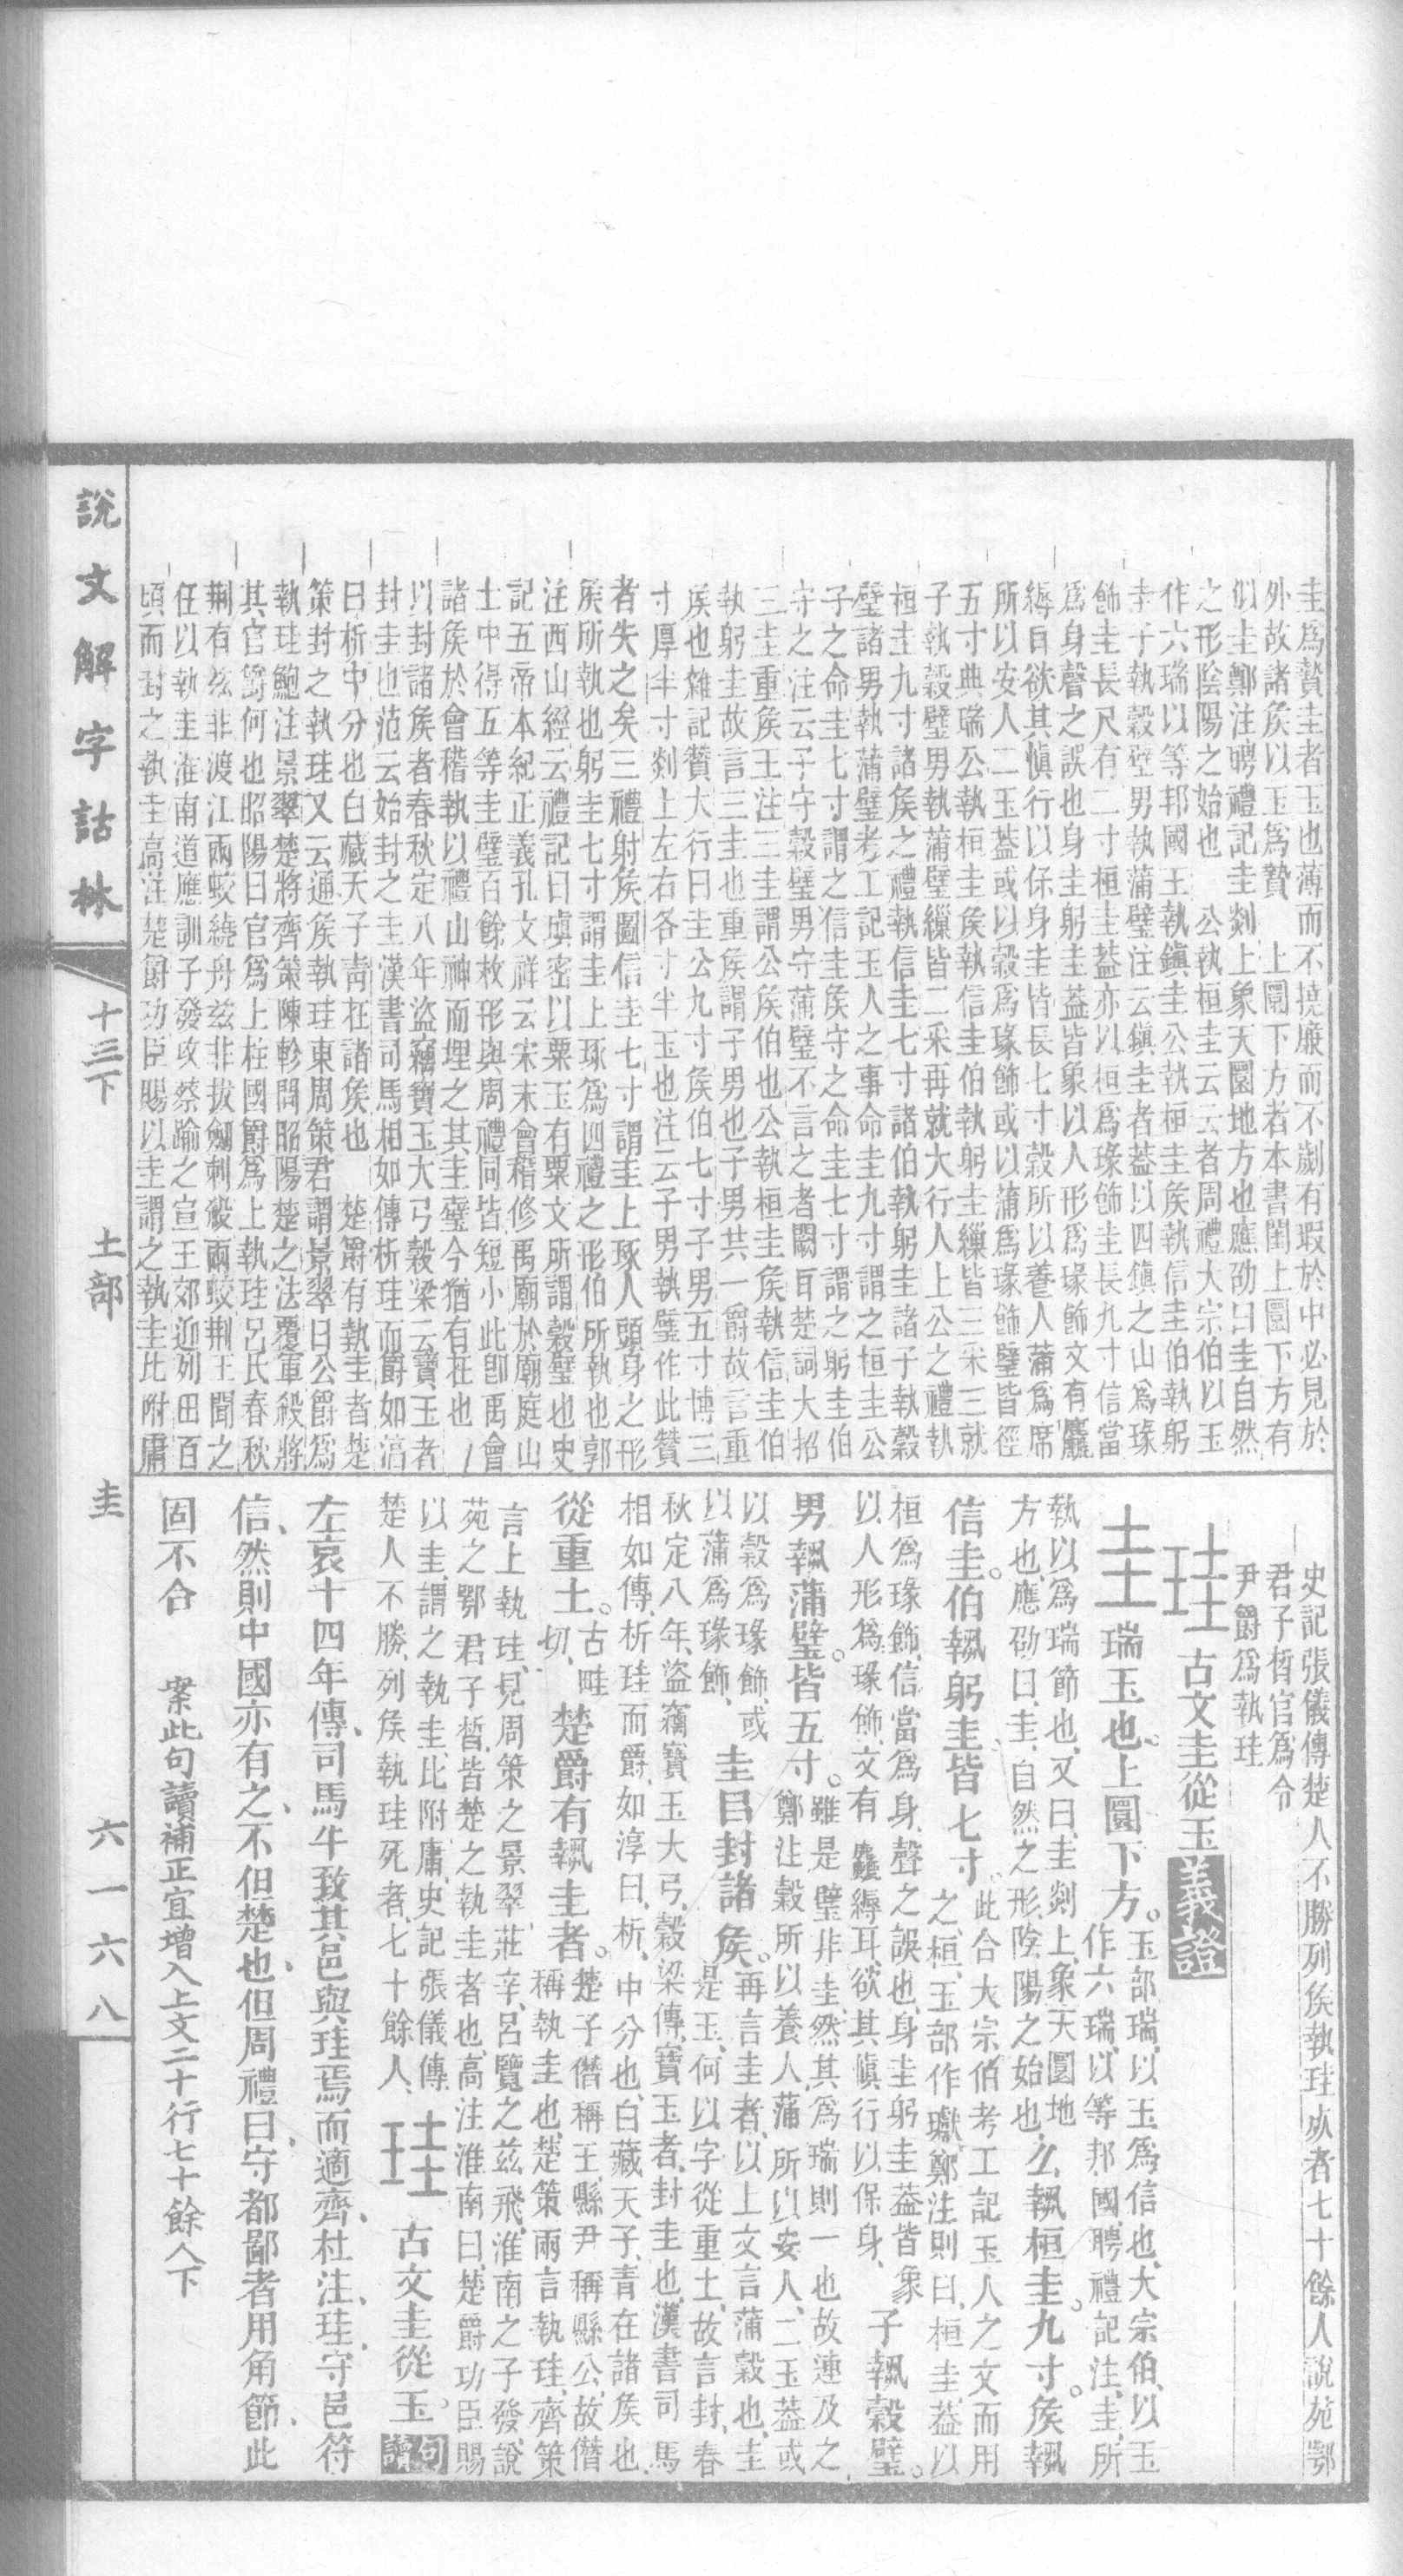 圭爲贄圭者玉也薄而不撓廉而不劌有瑕於中必見於
外故諸矦以玉爲贄　上圜下方者本書閨上圜下方有
似圭鄭注聘禮記圭剡上象天圜地方也應劭曰圭自然
之形陰陽之始也　公執桓圭云云者周禮大宗伯以玉
作六瑞以等邦國王執鎭圭公執桓圭矦執信圭伯執躬
圭子執穀璧男執蒲璧注云鎭圭者蓋以四鎭之山爲瑑
飾圭長尺有二寸桓圭蓋亦以桓爲瑑飾圭長九寸信當
爲身聲之誤也身圭躬圭蓋皆象以人形爲瑑飾文有麤
縟耳欲其愼行以保身圭皆長七寸穀所以養人蒲爲席
所以安人二玉蓋或以穀爲瑑飾或以蒲爲瑑飾璧皆徑
五寸典瑞公執桓圭矦執信圭伯執躬圭繅皆三采三就
子執穀璧男執蒲璧繅皆二采再就大行人上公之禮執
桓圭九寸諸矦之禮執信圭七寸諸伯執躬圭諸子執穀
璧諸男執蒲璧考工記玉人之事命圭九寸謂之桓圭公
守之命圭七寸謂之信圭矦守之命圭七寸謂之躬圭伯
守之注云子守穀璧男守蒲璧不言之者闕百楚詞大招
三圭重矦王注三圭謂公矦伯也公執桓圭矦執信圭伯
執躬圭故言三圭也重矦謂子男也子男共一爵故言重
矦也雜記贊大行曰圭公九寸矦伯七寸子男五寸博三
寸厚半寸剡上左右各寸半玉也注云子男執璧作此贊
者失之矣三禮射矦圖信圭七寸謂圭上琢人頭身之形
矦所執也躬圭七寸謂圭上琢爲四禮之形伯所執也郭
注西山經云禮記曰塡密以粟玉有粟文所謂穀璧也史
記五帝本紀正義孔文祥云宋末會稽修禹廟於廟庭山
土中得五等圭璧百餘枚形與周禮同皆短小此卽禹會
諸矦於會稽執以禮山神而埋之其圭璧今猶有在也
以封諸矦者春秋定八年盜竊寶玉大弓穀梁云寶玉者
封圭也范云始封之圭漢書司馬相如傳析珪而爵如淳
曰析中分也白藏天子靑在諸矦也　楚爵有執圭者楚
策封之執珪又云通矦執珪東周策君謂景翠曰公爵爲
執珪鮑注景翠楚將齊策陳軫問昭陽楚之法覆軍殺將
其官爵何也昭陽曰官爲上柱國爵爲上執珪呂氏春秋
荆有茲非渡江兩蛟繞舟茲非拔劒刺殺兩蛟荆王聞之
任以執圭淮南道應訓子發攻蔡踰之宣王郊迎列田百
頃而封之執圭高注楚爵功臣賜以圭謂之執圭比附庸
史記張儀傳楚人不勝列矦執珪死者七十餘人說苑鄂
君子晳官爲令
尹爵爲執珪
珪古文圭從玉義證
圭瑞玉也。上圜下方。玉部瑞、以玉爲信也、大宗伯、以玉
作六瑞、以等邦、國、聘禮記注、圭、所
執以爲瑞節也、又曰、圭剡上、象天圜地
方也、應劭曰、圭、自然之形、陰陽之始也、公執桓圭。九寸。矦執
信圭。伯執躬圭、皆七寸。此合大宗、伯考工記玉人之文而用
之、桓、玉部作瓛、鄭注則曰、桓圭、蓋以
桓爲瑑飾、信當爲身、聲之誤也、身圭躬圭蓋皆象
以人形爲瑑飾、文有麤縟耳、欲其愼行以保身、子執穀璧。
男執蒲璧。皆五寸。雖是璧非圭、然其爲瑞則一也故連及之
鄭注穀所以養人、蒲所以安人、二玉蓋或
以穀爲瑑飾、或
以蒲爲瑑飾、圭㠯封諸矦。再言圭者、以上文言蒲穀也、圭
是玉、何以字從重土、故言封、春
秋定八年、盜竊寶玉大弓、穀梁傳、寶玉者、封圭也、漢書司馬
相如傳、析珪而爵、如淳曰、析、中分也、白藏天子、青在諸矦也
從重土。古畦
切、楚爵有執圭者。楚子僭稱王、縣尹稱縣公、故僭
稱執圭也、楚策兩言執珪、齊策
言上執珪、見周策之景翠、莊辛、呂覽之茲飛、淮南之子發、說
苑之鄂君子晳、皆楚之執圭者也、高注淮南曰、楚爵功臣賜
以圭、謂之執圭、比附庸、史記張儀傳
楚人不勝、列矦執珪死者、七十餘人、珪古文圭從玉。句讀
左哀十四年傳、司馬牛致其邑與珪焉而適齊、杜注、珪、守邑符
信、然則中國亦有之、不但楚也、但周禮曰、守都鄙者用角節、此
固不合　案此句讀補正宜增入上文二十行七十餘人下
說文解字詁林　十三下　土部　圭　六一六八